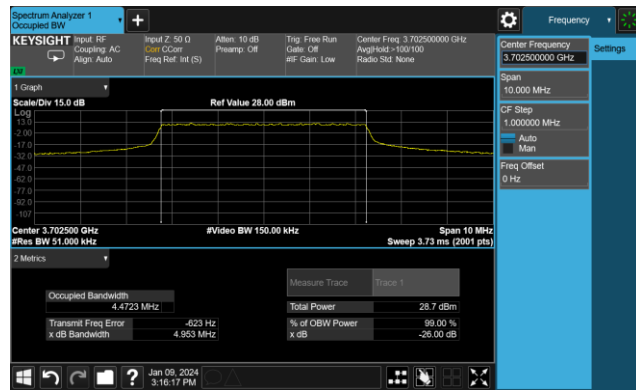 Spectrum Analyzer 1
Occupied BW
Frequency
KEYSIGHT
Input: RF
Coupling: AC
Align: Auto
Input Z: 50 Ω
Corr CCorr
Freq Ref: Int (S)
Atten: 10 dB
Preamp: Off
Trig: Free Run
Gate: Off
#IF Gain: Low
Center Freq: 3.702500000 GHz
Avg|Hold:>100/100
Radio Std: None
LXI
Center Frequency
3.702500000 GHz
Settings
Span
10.000 MHz
CF Step
1.000000 MHz
Auto
Man
Freq Offset
0 Hz
1 Graph
Scale/Div 15.0 dB
Ref Value 28.00 dBm
Log
13.0
-2.00
-17.0
-32.0
-47.0
-62.0
-77.0
-92.0
-107
Center 3.702500 GHz
#Video BW 150.00 kHz
Span 10 MHz
#Res BW 51.000 kHz
Sweep 3.73 ms (2001 pts)
2 Metrics
Measure Trace
Trace 1
Occupied Bandwidth
4.4723 MHz
Total Power
28.7 dBm
Transmit Freq Error
-623 Hz
% of OBW Power
99.00 %
x dB Bandwidth
4.953 MHz
x dB
-26.00 dB
?
Jan 09, 2024
3:16:17 PM